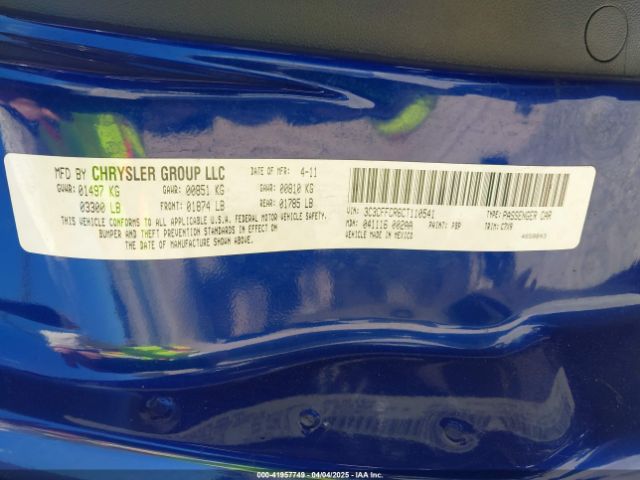 MFD BY CHRYSLER GROUP LLC DATE OF MFR: 4-11
GVWR: 01497 KG GAWR: 00851 KG GAWR: 00810 KG
03300 LB FRONT: 01874 LB REAR: 01785 LB
THIS VEHICLE CONFORMS TO ALL APPLICABLE U.S.A. FEDERAL MOTOR VEHICLE SAFETY,
BUMPER AND THEFT PREVENTION STANDARDS IN EFFECT ON
THE DATE OF MANUFACTURE SHOWN ABOVE.
VIN: 3C3CFFCR6CT110541 TYPE: PASSENGER CAR
MDH: 041116 002AA PAINT: PBP TRIM: C7X9
VEHICLE MADE IN MEXICO
000-41957749 - 04/04/2025 - IAAI.COM